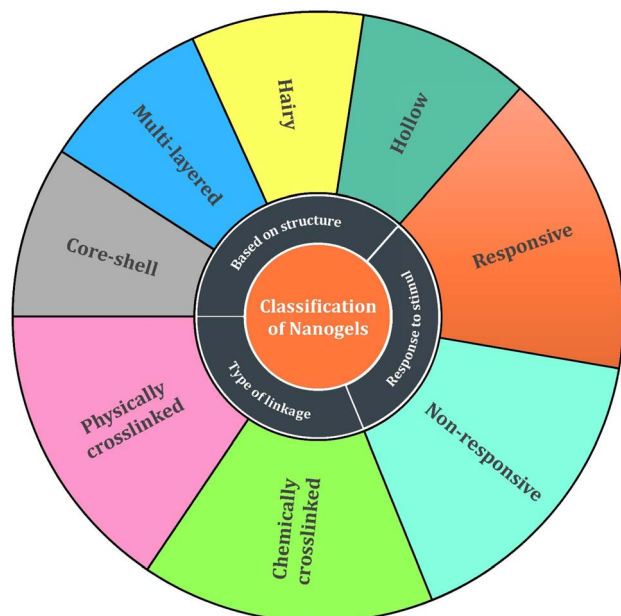 Hairy
Hollow
Multi-layered
Core-shell
Responsive
Based on structure
Classification
of Nanogels
Response to stimul
Type of linkage
Physically
crosslinked
Non-responsive
Chemically
crosslinked